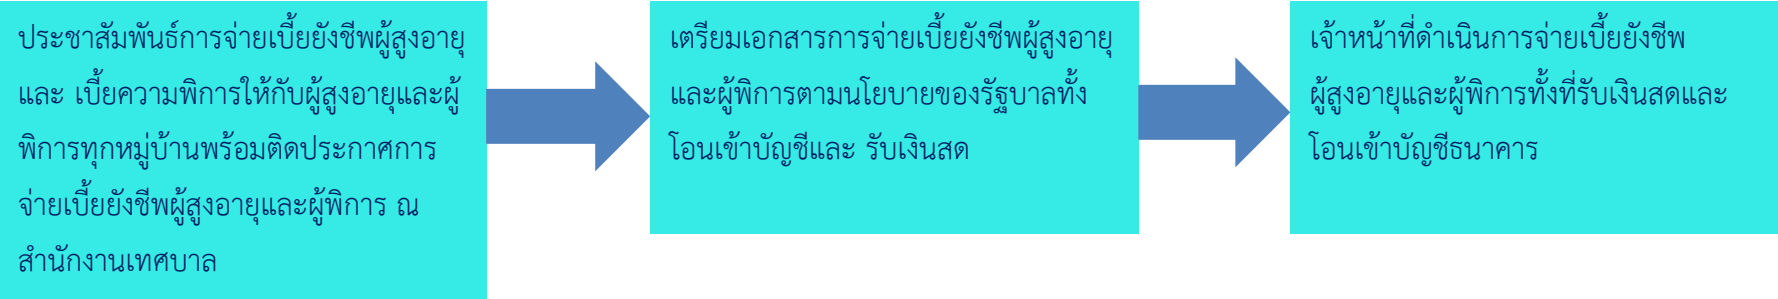 ประชาสัมพันธ์การจ่ายเบี้ยยังชีพผู้สูงอายุ
และ เบี้ยความพิการให้กับผู้สูงอายุและผู้
พิการทุกหมู่บ้านพร้อมติดประกาศการ
จ่ายเบี้ยยังชีพผู้สูงอายุและผู้พิการ ณ
สำนักงานเทศบาล
เตรียมเอกสารการจ่ายเบี้ยยังชีพผู้สูงอายุ
และผู้พิการตามนโยบายของรัฐบาลทั้ง
โอนเข้าบัญชีและ รับเงินสด
เจ้าหน้าที่ดำเนินการจ่ายเบี้ยยังชีพ
ผู้สูงอายุและผู้พิการทั้งที่รับเงินสดและ
โอนเข้าบัญชีธนาคาร